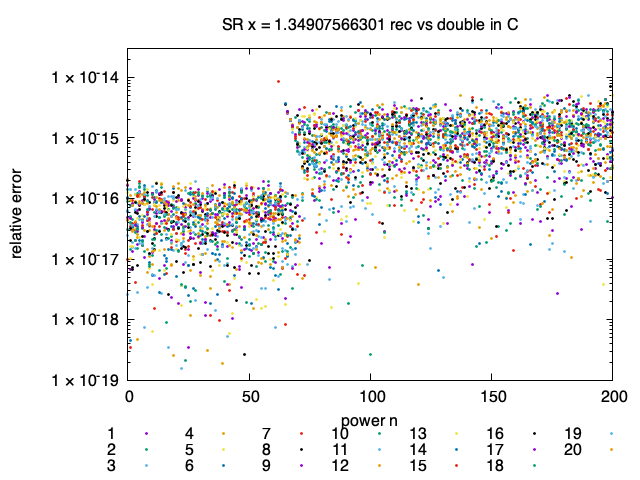 SR x = 1.34907566301 rec vs double in C
relative error
1 × 10-14
1 × 10-15
1 × 10-16
1 × 10-17
1 × 10-18
1 × 10-19
0 50 100 150 200
power n
1 4 7 10 13 16 19
2 5 8 11 14 17 20
3 6 9 12 15 18